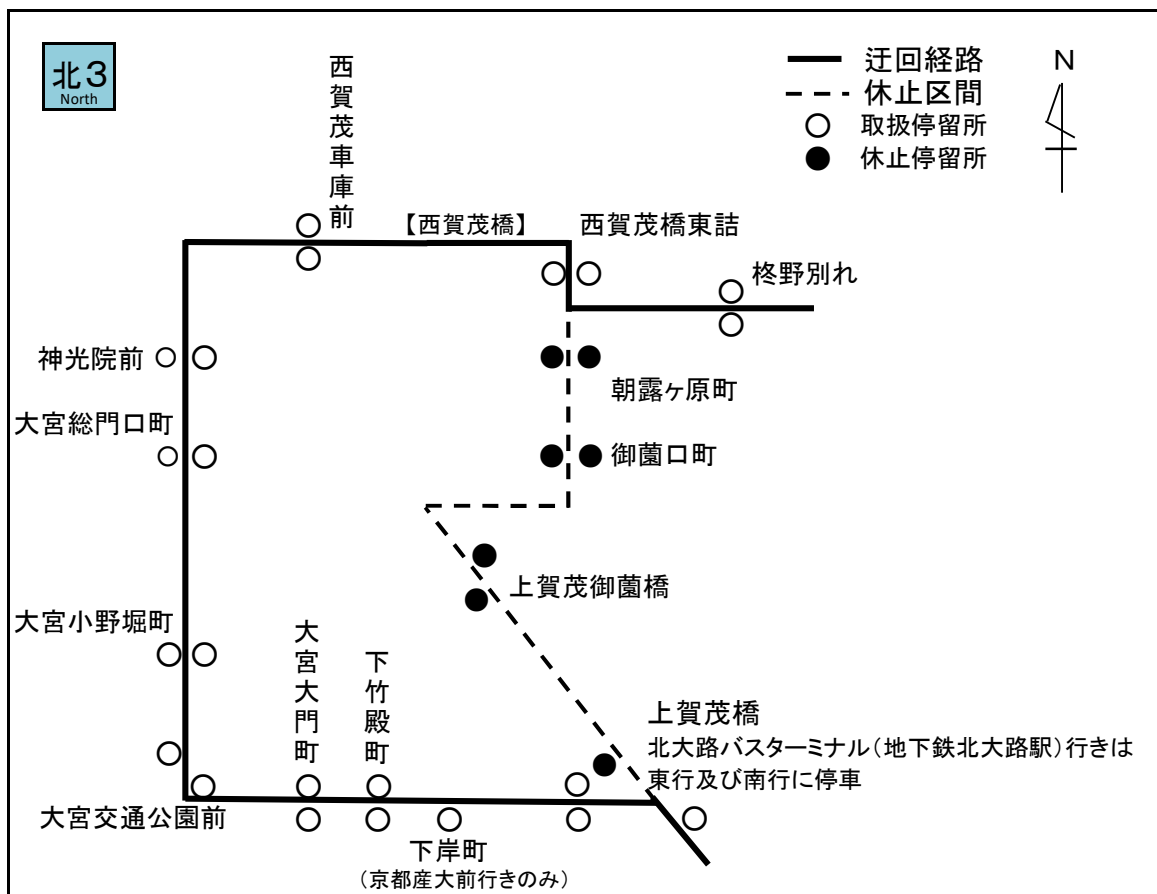 北3
North
迂回経路
休止区間
取扱停留所
休止停留所
N
西賀茂車庫前
【西賀茂橋】
西賀茂橋東詰
柊野別れ
神光院前
朝露ヶ原町
大宮総門口町
御薗口町
上賀茂御薗橋
大宮小野堀町
大宮大門町
下竹殿町
上賀茂橋
北大路バスターミナル(地下鉄北大路駅)行きは
東行及び南行に停車
大宮交通公園前
下岸町
(京都産大前行きのみ)